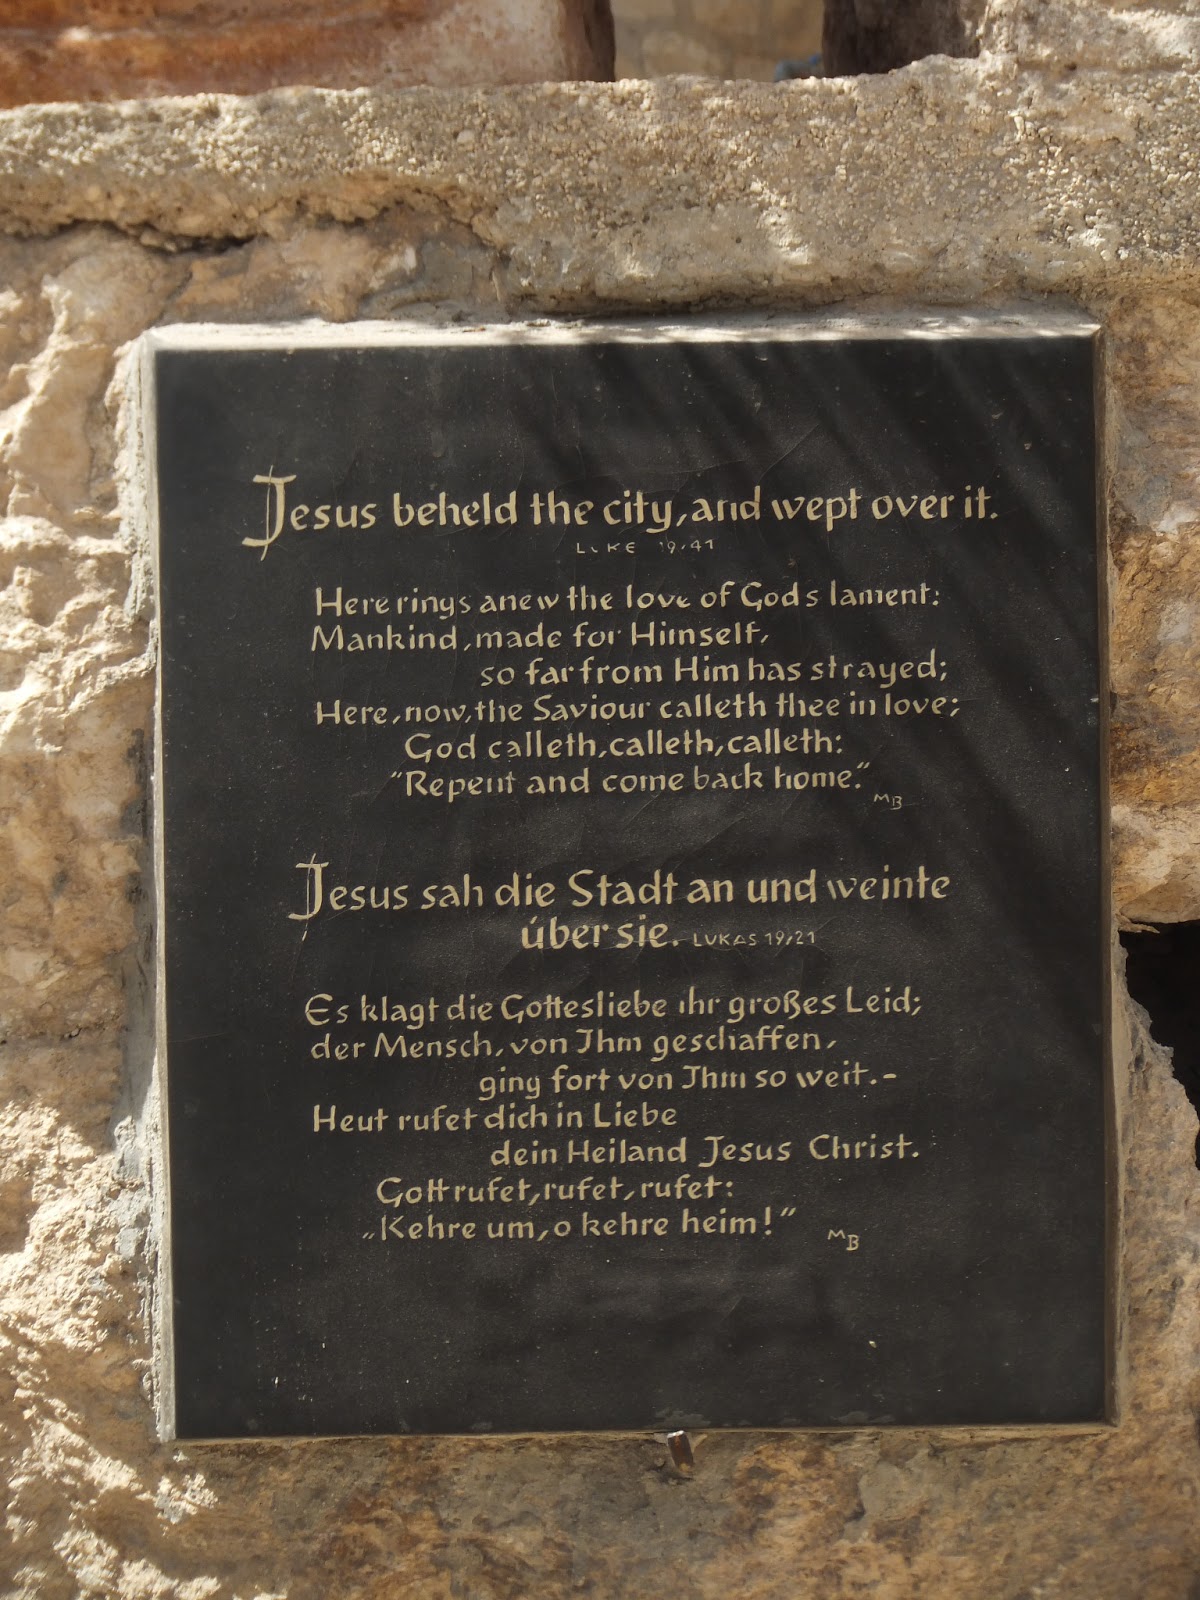 Jesus beheld the city, and wept over it.
LUKE 19,41
Here rings anew the love of God s lament:
Mankind, made for Himself,
so far from Him has strayed;
Here, now, the Saviour calleth thee in love;
God calleth, calleth, calleth:
“Repent and come back home.”
MB
Jesus sah die Stadt an und weinte
über sie. LUKAS 19,21
Es klagt die Gottesliebe ihr großes Leid;
der Mensch, von Ihm geschaffen,
ging fort von Ihm so weit.-
Heut rufet dich in Liebe
dein Heiland Jesus Christ.
Gott rufet, rufet, rufet:
„Kehre um, o kehre heim!”
MB